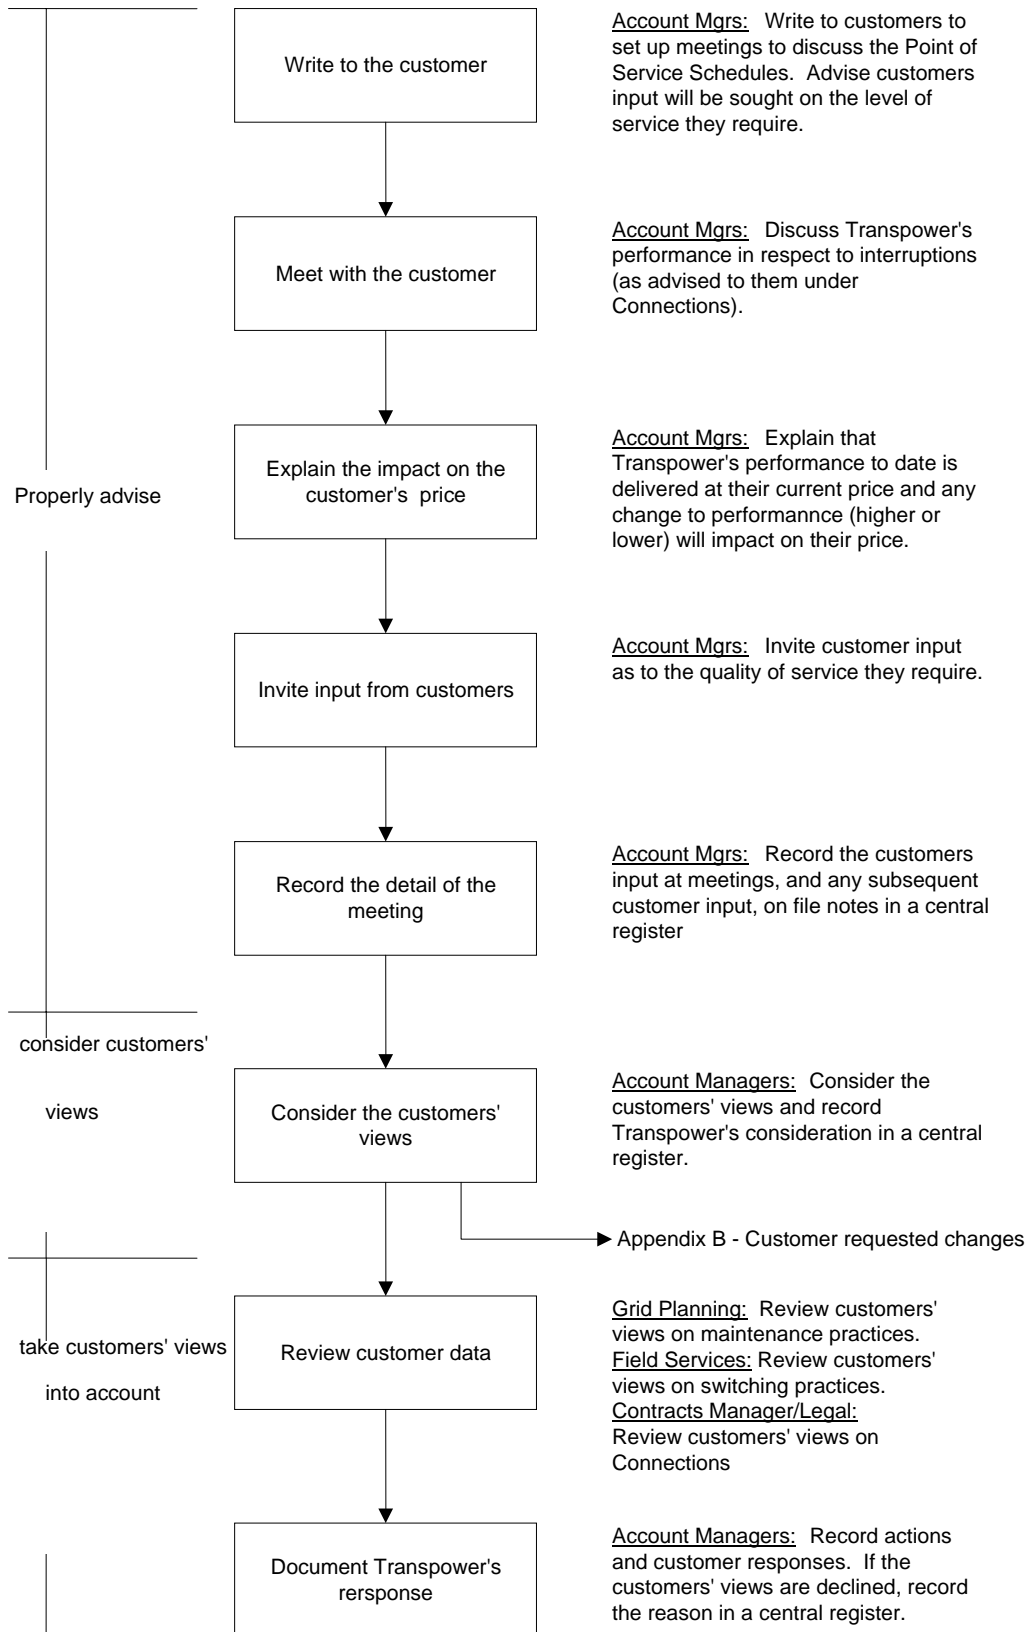 Write to the customer
Account Mgrs: Write to customers to
set up meetings to discuss the Point of
Service Schedules. Advise customers
input will be sought on the level of
service they require.
Meet with the customer
Account Mgrs: Discuss Transpower's
performance in respect to interruptions
(as advised to them under
Connections).
Properly advise
Explain the impact on the
customer's price
Account Mgrs: Explain that
Transpower's performance to date is
delivered at their current price and any
change to performannce (higher or
lower) will impact on their price.
Invite input from customers
Account Mgrs: Invite customer input
as to the quality of service they require.
Record the detail of the
meeting
Account Mgrs: Record the customers
input at meetings, and any subsequent
customer input, on file notes in a central
register
consider customers'
views
Consider the customers'
views
Account Managers: Consider the
customers' views and record
Transpower's consideration in a central
register.
Appendix B - Customer requested changes
take customers' views
into account
Review customer data
Grid Planning: Review customers'
views on maintenance practices.
Field Services: Review customers'
views on switching practices.
Contracts Manager/Legal:
Review customers' views on
Connections
Document Transpower's
rersponse
Account Managers: Record actions
and customer responses. If the
customers' views are declined, record
the reason in a central register.